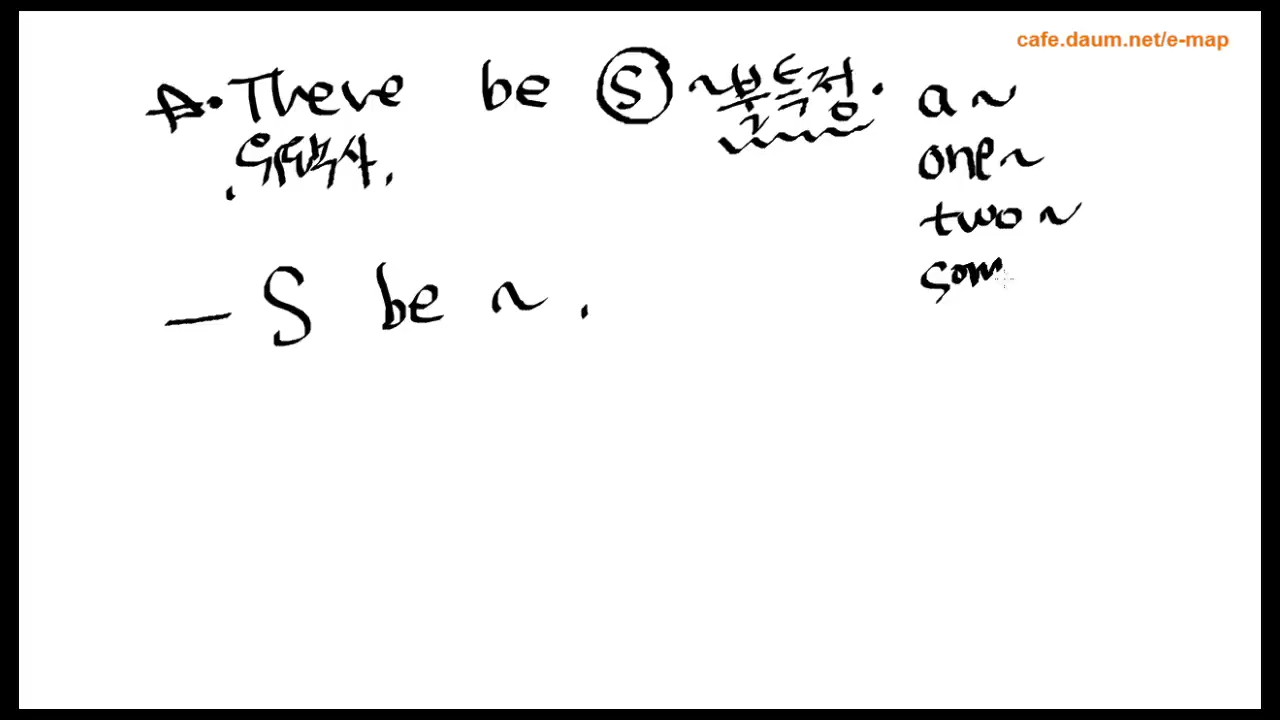 cafe.daum.net/e-map
☆. There be Ⓢ ~불특정. a~
.유도부사.
one~
two~
som
— S be ~ .